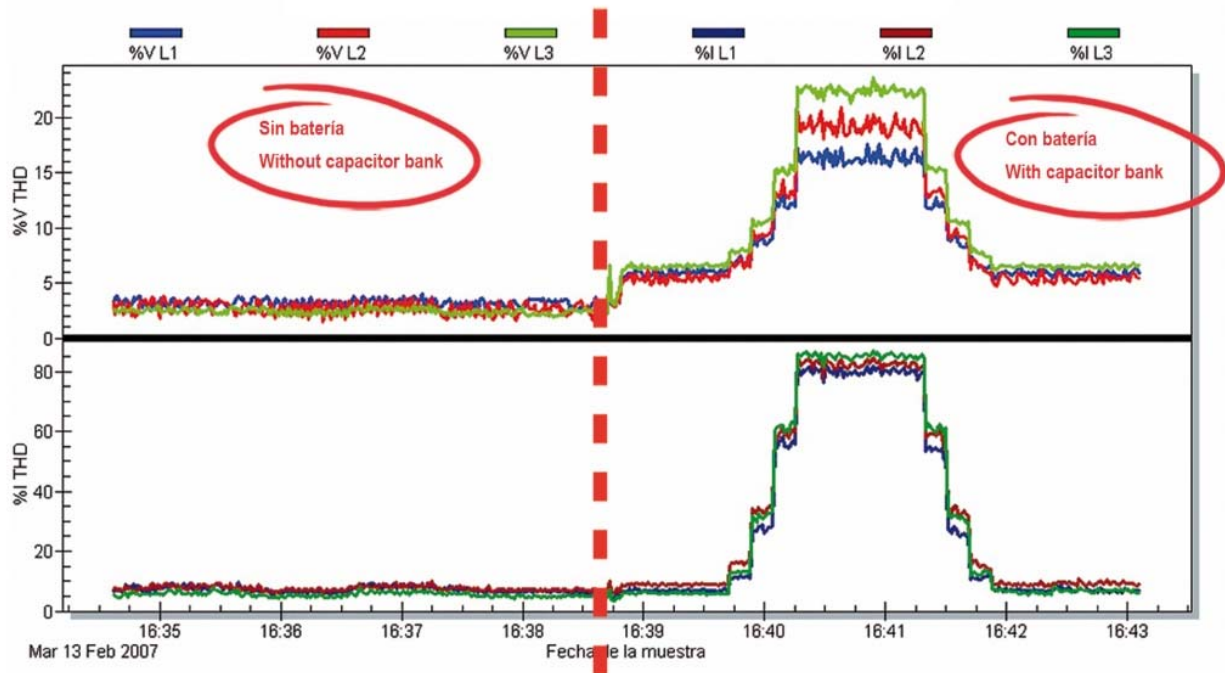 %V L1 %V L2 %V L3 %I L1 %I L2 %I L3
Sin batería
Without capacitor bank
Con batería
With capacitor bank
%V THD
20
15
10
5
0
%I THD
80
60
40
20
0
16:35 16:36 16:37 16:38 16:39 16:40 16:41 16:42 16:43
Mar 13 Feb 2007 Fecha de la muestra